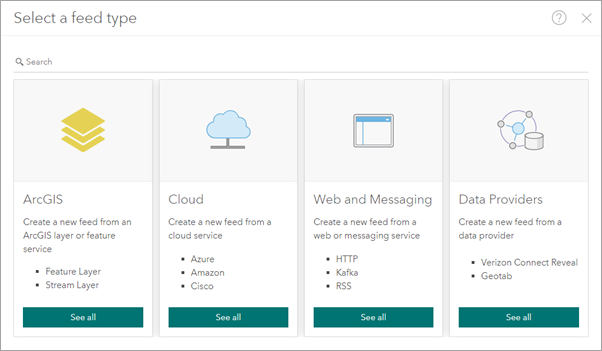 Select a feed type
Search
ArcGIS
Create a new feed from an
ArcGIS layer or feature
service
Feature Layer
Stream Layer
See all
Cloud
Create a new feed from a
cloud service
Azure
Amazon
Cisco
See all
Web and Messaging
Create a new feed from a
web or messaging service
HTTP
Kafka
RSS
See all
Data Providers
Create a new feed from a
data provider
Verizon Connect Reveal
Geotab
See all